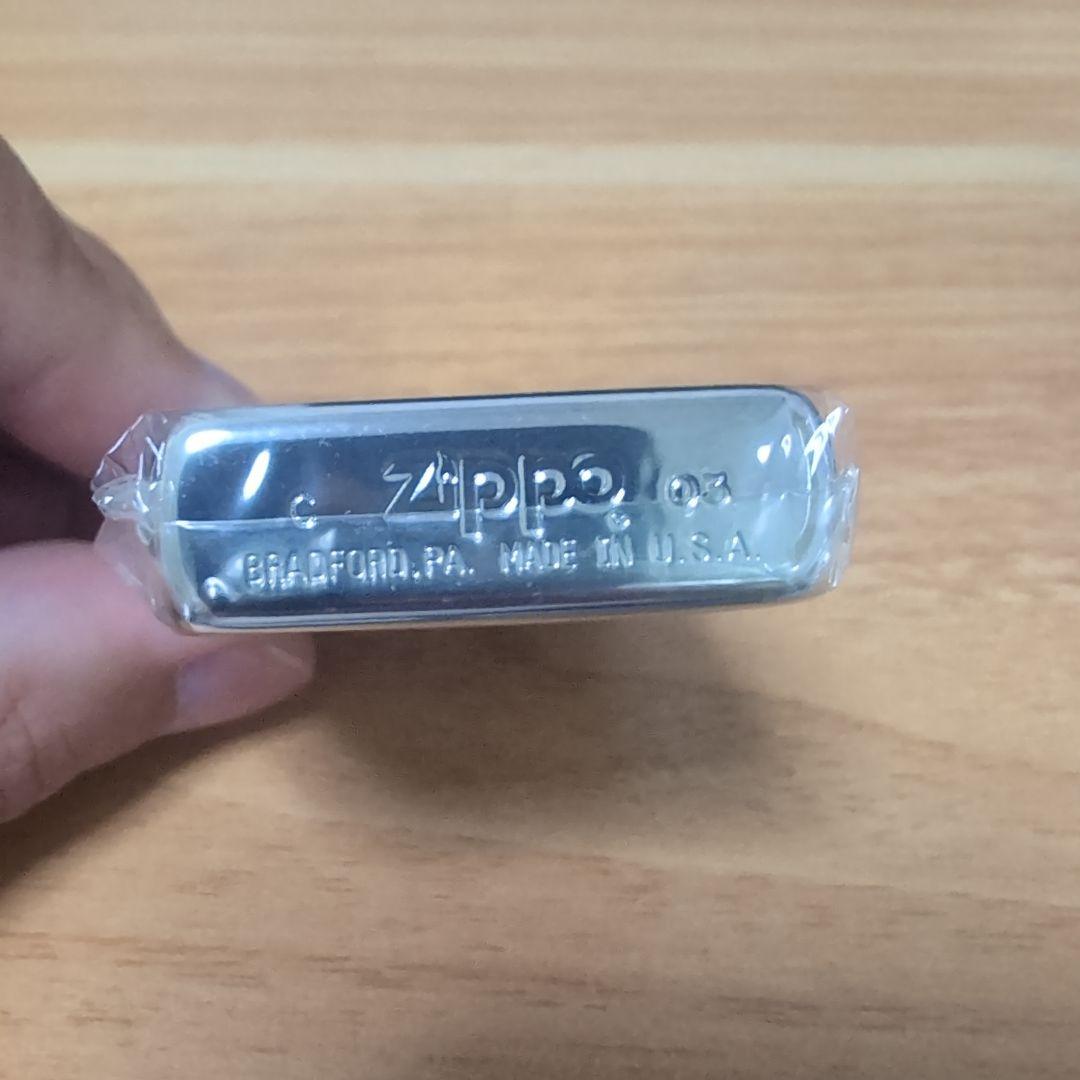 C Zippo 03
BRADFORD,PA. MADE IN U.S.A.